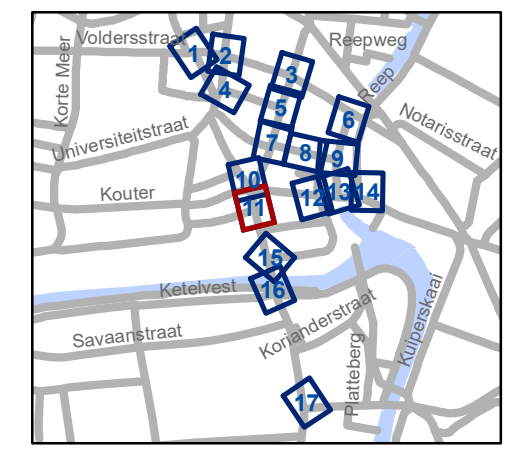 Voldersstraat
Reepweg
Korte Meer
Reep
Notarisstraat
Universiteitstraat
Kouter
Ketelvest
Savaanstraat
Korianderstraat
Platteberg
Kuiperskaai
1
2
3
4
5
6
7
8
9
10
11
12
13
14
15
16
17